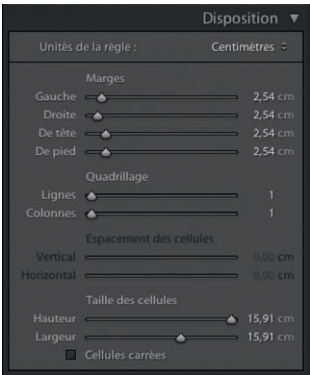 Disposition
Unités de la règle : Centimètres
Marges
Gauche 2,54 cm
Droite 2,54 cm
De tête 2,54 cm
De pied 2,54 cm
Quadrillage
Lignes 1
Colonnes 1
Espacement des cellules
Vertical 0,00 cm
Horizontal 0,00 cm
Taille des cellules
Hauteur 15,91 cm
Largeur 15,91 cm
Cellules carrées